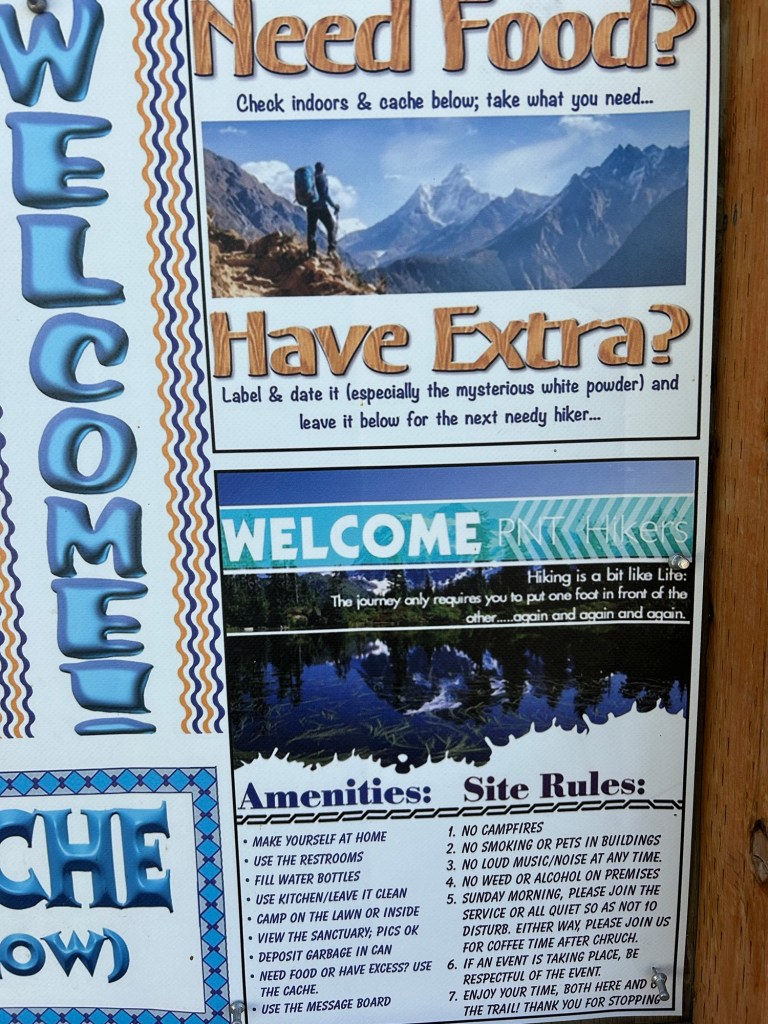 WELCOME!
CHE
OW)
Need Food?
Check indoors & cache below; take what you need...
Have Extra?
Label & date it (especially the mysterious white powder) and
leave it below for the next needy hiker...
WELCOME PNT Hikers
Hiking is a bit like Life:
The journey only requires you to put one foot in front of the
other.....again and again and again.
Amenities:
• MAKE YOURSELF AT HOME
• USE THE RESTROOMS
• FILL WATER BOTTLES
• USE KITCHEN/LEAVE IT CLEAN
• CAMP ON THE LAWN OR INSIDE
• VIEW THE SANCTUARY; PICS OK
• DEPOSIT GARBAGE IN CAN
• NEED FOOD OR HAVE EXCESS? USE
THE CACHE.
• USE THE MESSAGE BOARD
Site Rules:
1. NO CAMPFIRES
2. NO SMOKING OR PETS IN BUILDINGS
3. NO LOUD MUSIC/NOISE AT ANY TIME.
4. NO WEED OR ALCOHOL ON PREMISES
5. SUNDAY MORNING, PLEASE JOIN THE
SERVICE OR ALL QUIET SO AS NOT TO
DISTURB. EITHER WAY, PLEASE JOIN US
FOR COFFEE TIME AFTER CHRUCH.
6. IF AN EVENT IS TAKING PLACE, BE
RESPECTFUL OF THE EVENT.
7. ENJOY YOUR TIME, BOTH HERE AND
THE TRAIL! THANK YOU FOR STOPPING